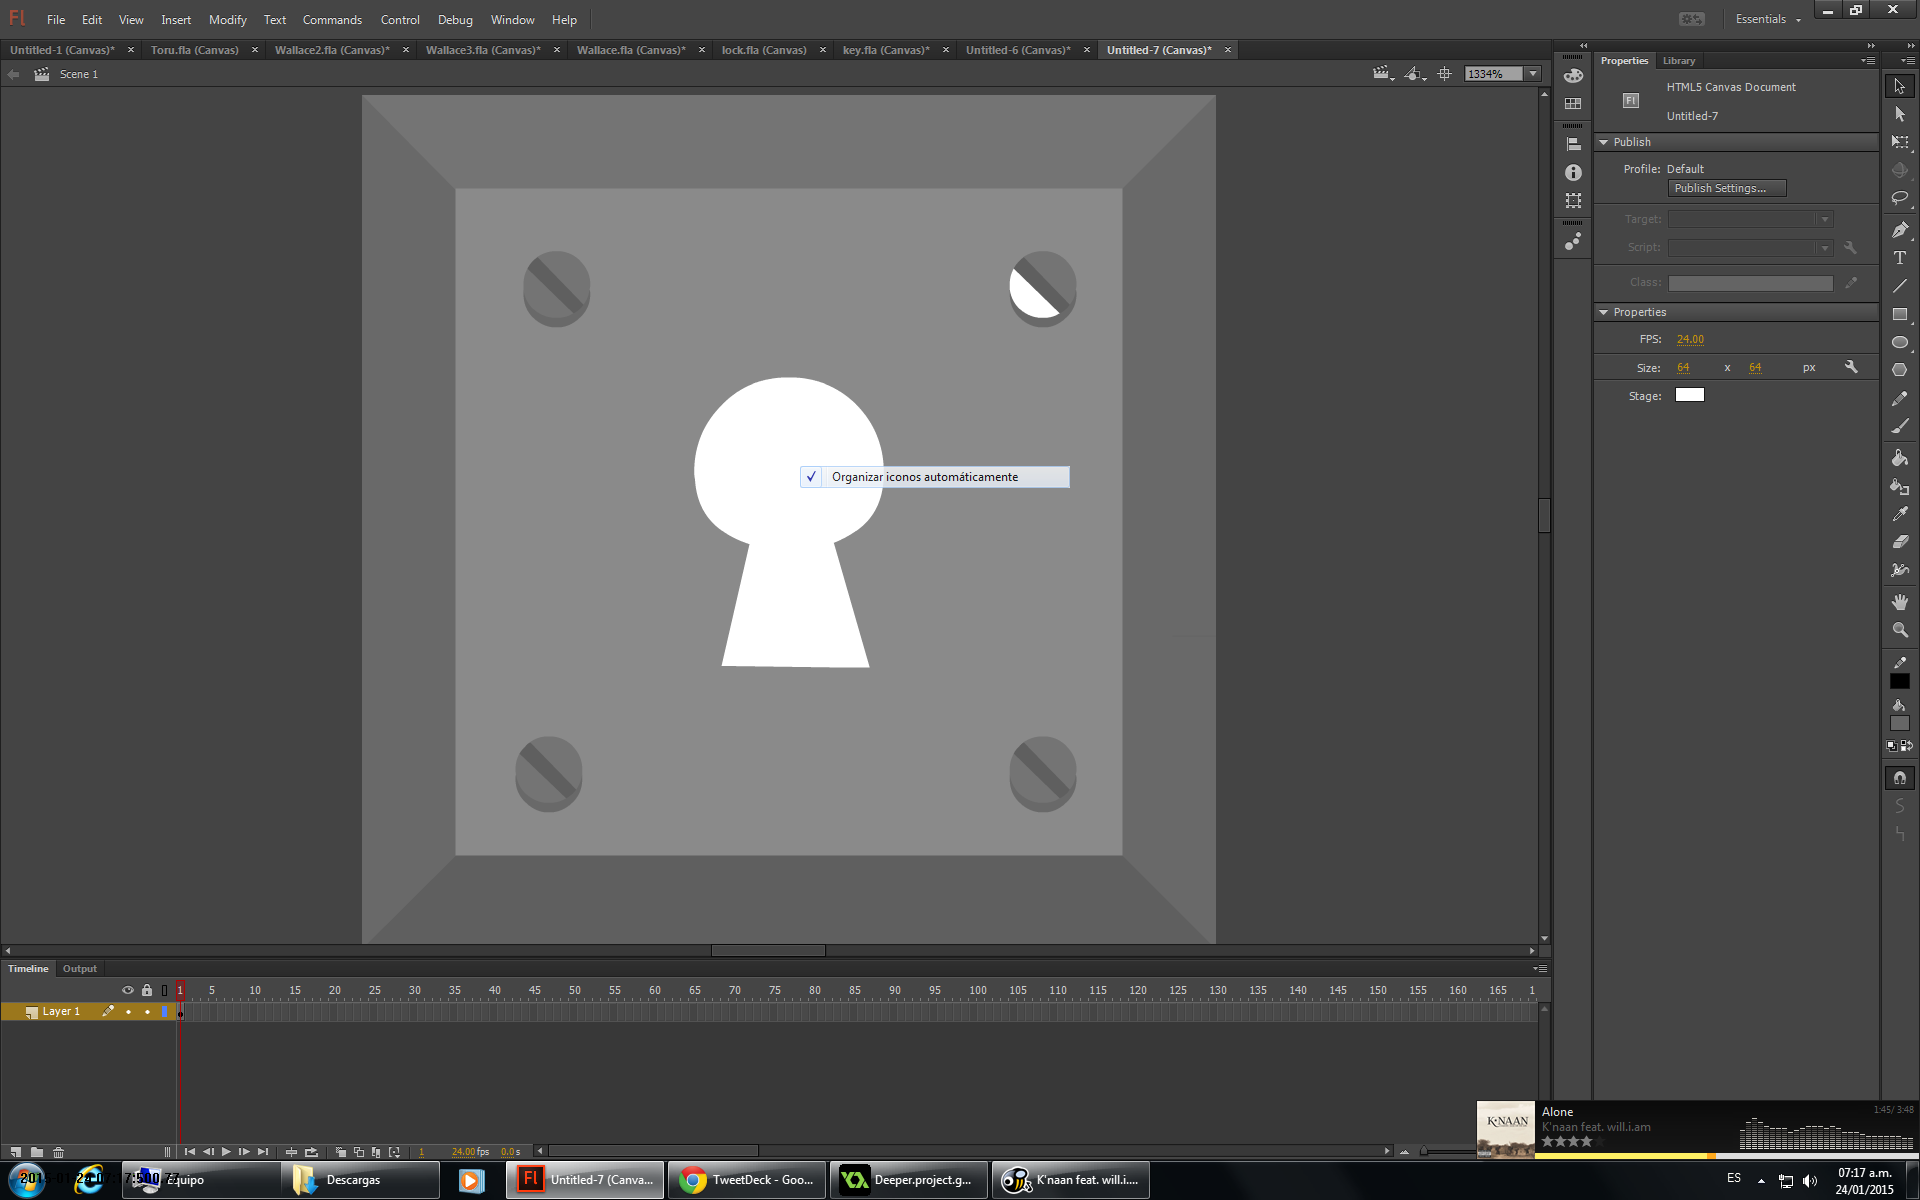 Fl File Edit View Insert Modify Text Commands Control Debug Window Help Essentials
Untitled-1 (Canvas)* Toru.fla (Canvas) Wallace2.fla (Canvas)* Wallace3.fla (Canvas)* Wallace.fla (Canvas)* lock.fla (Canvas) key.fla (Canvas)* Untitled-6 (Canvas)* Untitled-7 (Canvas)*
Scene 1 1334%
Properties Library
HTML5 Canvas Document
Fl
Untitled-7
Publish
Profile: Default
Publish Settings...
Target:
Script:
Class:
Properties
FPS: 24.00
Size: 64 x 64 px
Stage:
Organizar iconos automáticamente
Timeline Output
1 5 10 15 20 25 30 35 40 45 50 55 60 65 70 75 80 85 90 95 100 105 110 115 120 125 130 135 140 145 150 155 160 165 1
Layer 1
1 24.00 fps 0.0 s
K'NAAN
Alone 1:45/ 3:48
K'naan feat. will.i.am
Equipo Descargas Fl Untitled-7 (Canva... TweetDeck - Goo... Deeper.project.g... K'naan feat. will.i....
ES 07:17 a.m.
24/01/2015